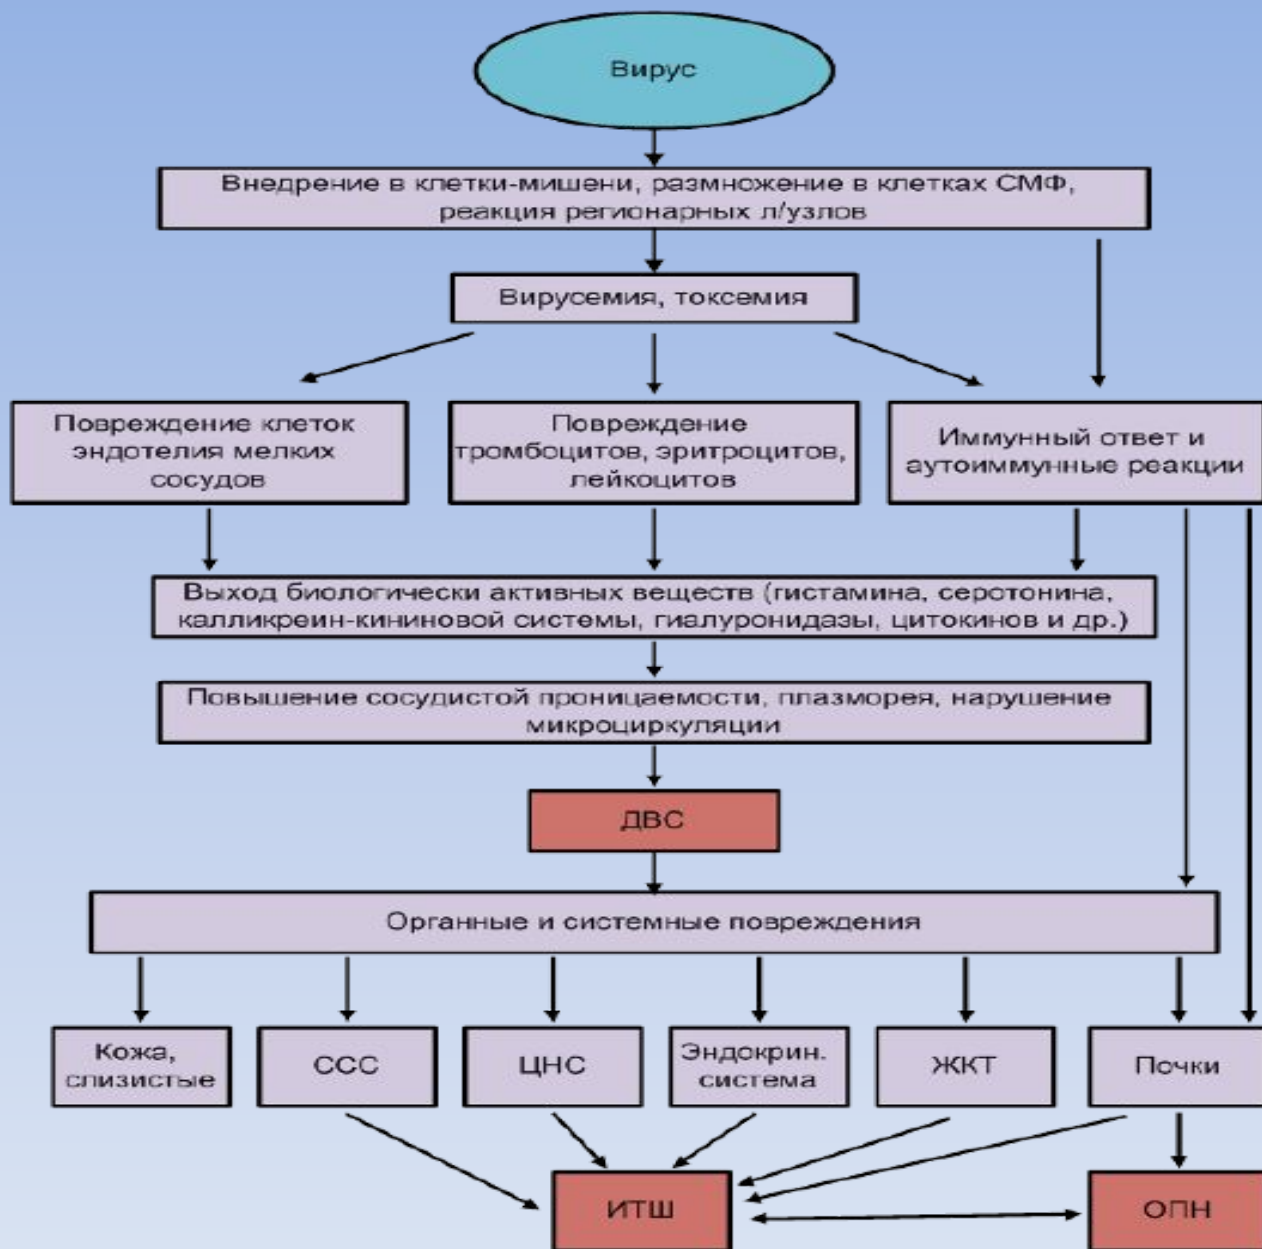 Вирус
Внедрение в клетки-мишени, размножение в клетках СМФ,
реакция регионарных л/узлов
Вирусемия, токсемия
Повреждение клеток
эндотелия мелких
сосудов
Повреждение
тромбоцитов, эритроцитов,
лейкоцитов
Иммунный ответ и
аутоиммунные реакции
Выход биологически активных веществ (гистамина, серотонина,
калликреин-кининовой системы, гиалуронидазы, цитокинов и др.)
Повышение сосудистой проницаемости, плазморея, нарушение
микроциркуляции
ДВС
Органные и системные повреждения
Кожа,
слизистые
ССС
ЦНС
Эндокрин.
система
ЖКТ
Почки
ИТШ
ОПН